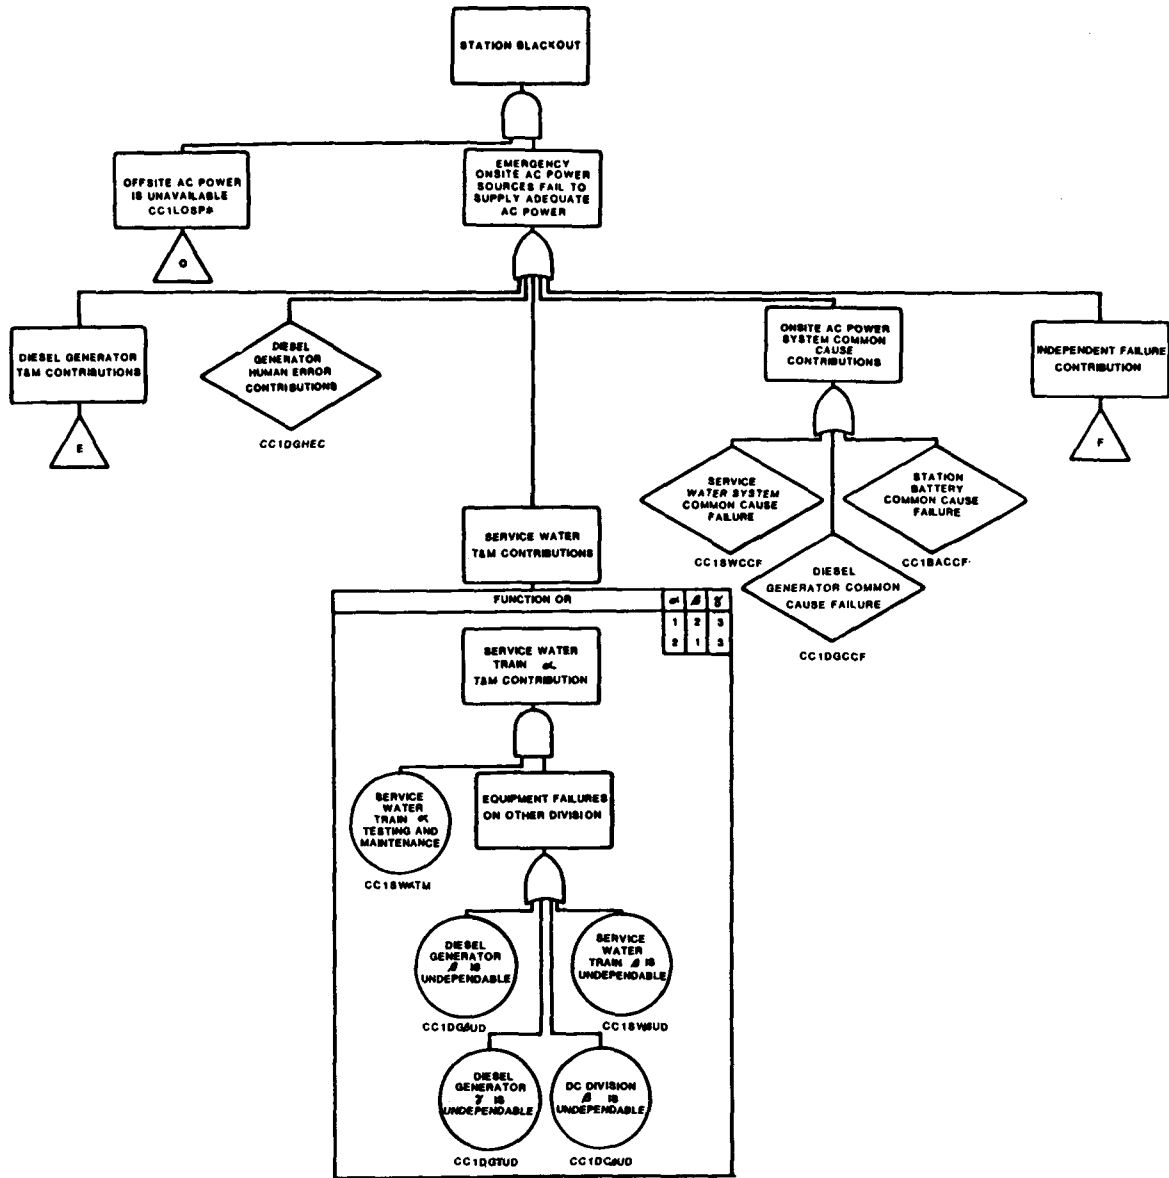 STATION BLACKOUT
OFFSITE AC POWER
IS UNAVAILABLE
CC1LOSP*
EMERGENCY
ONSITE AC POWER
SOURCES FAIL TO
SUPPLY ADEQUATE
AC POWER
DIESEL GENERATOR
T&M CONTRIBUTIONS
E
DIESEL
GENERATOR
HUMAN ERROR
CONTRIBUTIONS
CC1DGHEC
ONSITE AC POWER
SYSTEM COMMON
CAUSE
CONTRIBUTIONS
INDEPENDENT FAILURE
CONTRIBUTION
F
SERVICE
WATER SYSTEM
COMMON CAUSE
FAILURE
CC1SWCCF
STATION
BATTERY
COMMON CAUSE
FAILURE
CC1BACCF
DIESEL
GENERATOR COMMON
CAUSE FAILURE
CC1DGCCF
SERVICE WATER
T&M CONTRIBUTIONS
FUNCTION OR α β γ
1 2 3
2 1 3
SERVICE WATER
TRAIN α
T&M CONTRIBUTION
SERVICE
WATER
TRAIN α
TESTING AND
MAINTENANCE
CC1SWαTM
EQUIPMENT FAILURES
ON OTHER DIVISION
DIESEL
GENERATOR
β IS
UNDEPENDABLE
CC1DGβUD
SERVICE
WATER
TRAIN β IS
UNDEPENDABLE
CC1SWβUD
DIESEL
GENERATOR
γ IS
UNDEPENDABLE
CC1DGγUD
DC DIVISION
β IS
UNDEPENDABLE
CC1DCβUD